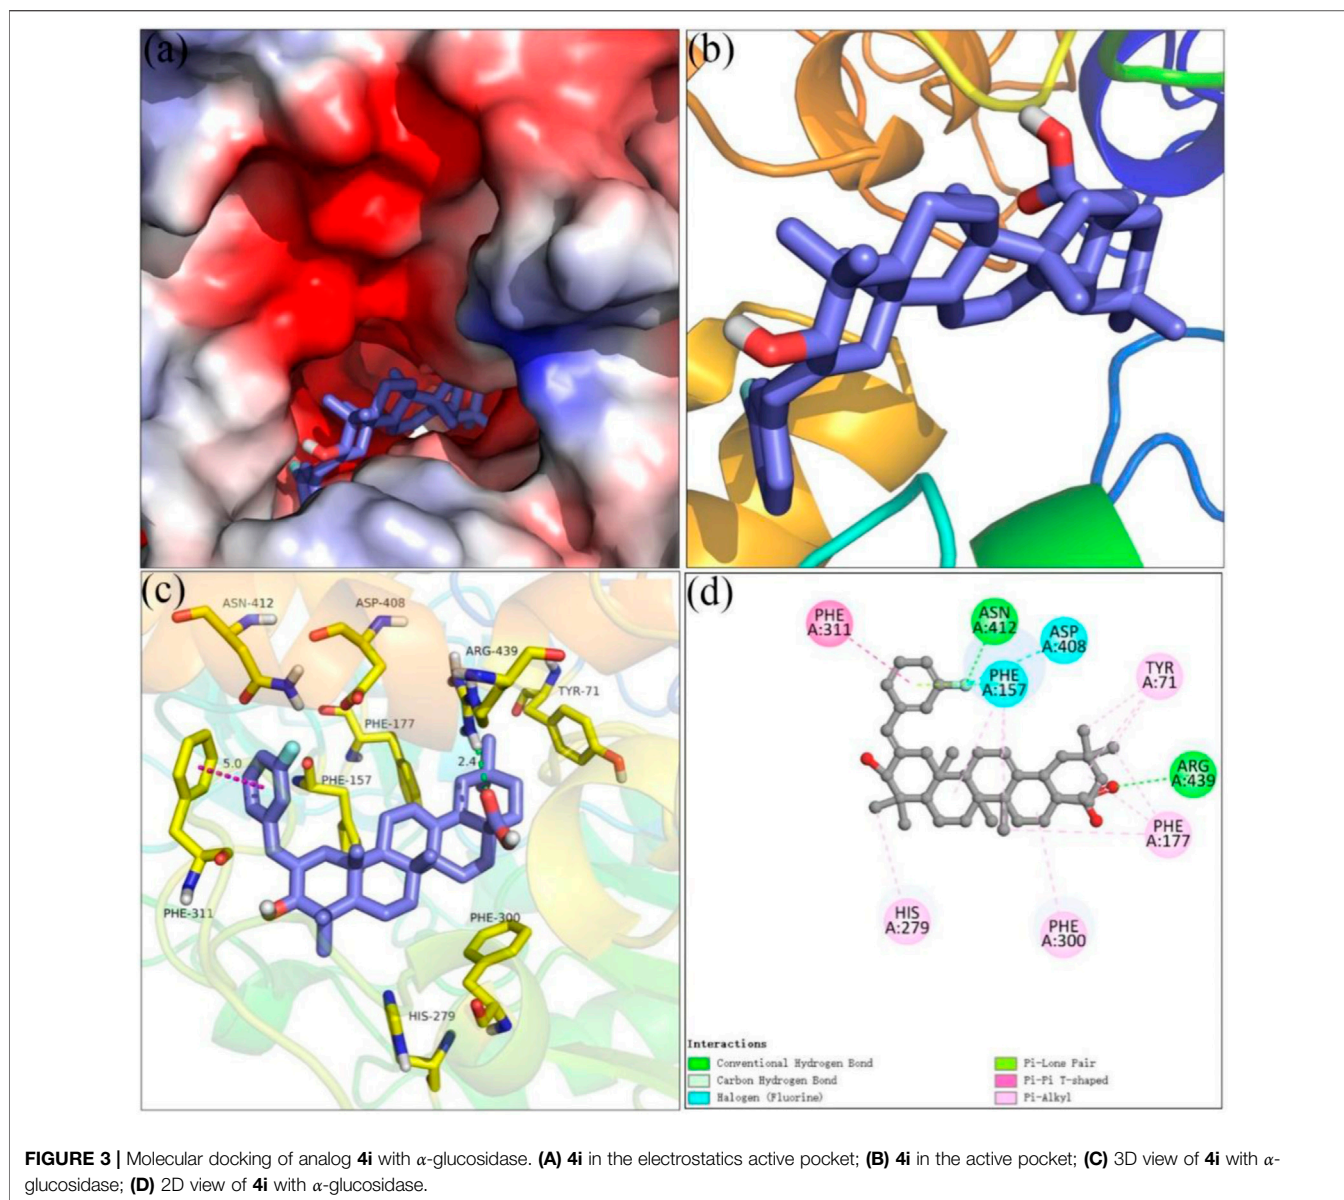 (a)
(b)
(c)
ASN-412
ASP-408
ARG-439
TYR-71
PHE-177
2.4
5.0
PHE-157
PHE-311
PHE-300
HIS-279
(d)
PHE
A:311
ASN
A:412
ASP
A:408
PHE
A:157
TYR
A:71
ARG
A:439
PHE
A:177
HIS
A:279
PHE
A:300
Interactions
Conventional Hydrogen Bond
Carbon Hydrogen Bond
Halogen (Fluorine)
Pi-Lone Pair
Pi-Pi T-shaped
Pi-Alkyl
FIGURE 3 | Molecular docking of analog 4i with α-glucosidase. (A) 4i in the electrostatics active pocket; (B) 4i in the active pocket; (C) 3D view of 4i with α-
glucosidase; (D) 2D view of 4i with α-glucosidase.